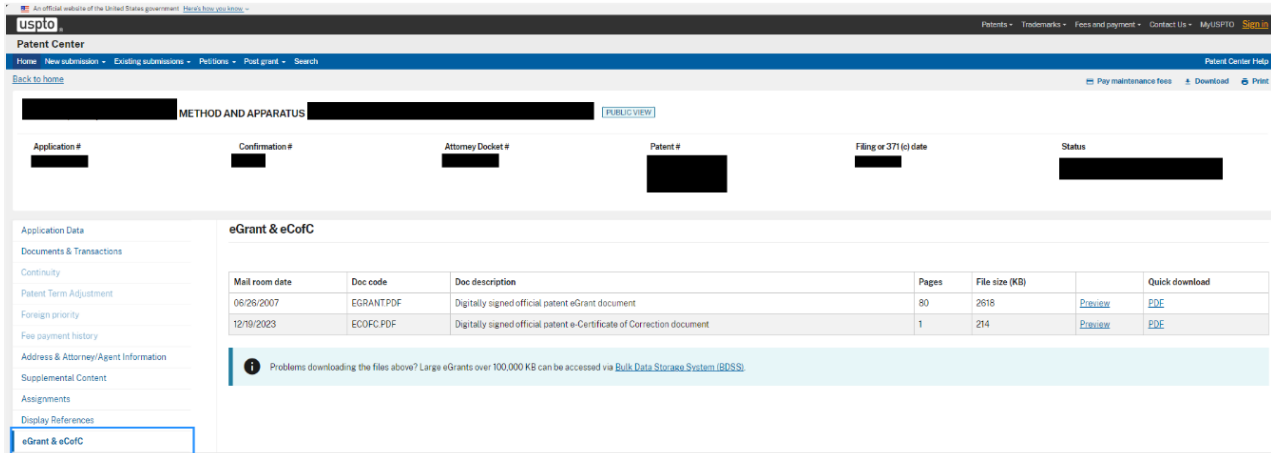 An official website of the United States government Here's how you know
uspto
Patents Trademarks Fees and payment Contact Us MyUSPTO Sign in
Patent Center
Home New submission Existing submissions Petitions Post grant Search Patent Center Help
Back to home Pay maintenance fees Download Print
METHOD AND APPARATUS PUBLIC VIEW
Application # Confirmation # Attorney Docket # Patent # Filing or 371 (c) date Status
Application Data
Documents & Transactions
Continuity
Patent Term Adjustment
Foreign priority
Fee payment history
Address & Attorney/Agent Information
Supplemental Content
Assignments
Display References
eGrant & eCofC
eGrant & eCofC
Mail room date Doc code Doc description Pages File size (KB) Quick download
06/26/2007 EGRANT.PDF Digitally signed official patent eGrant document 80 2618 Preview PDF
12/19/2023 ECOFC.PDF Digitally signed official patent e-Certificate of Correction document 1 214 Preview PDF
Problems downloading the files above? Large eGrants over 100,000 KB can be accessed via Bulk Data Storage System (BDSS).